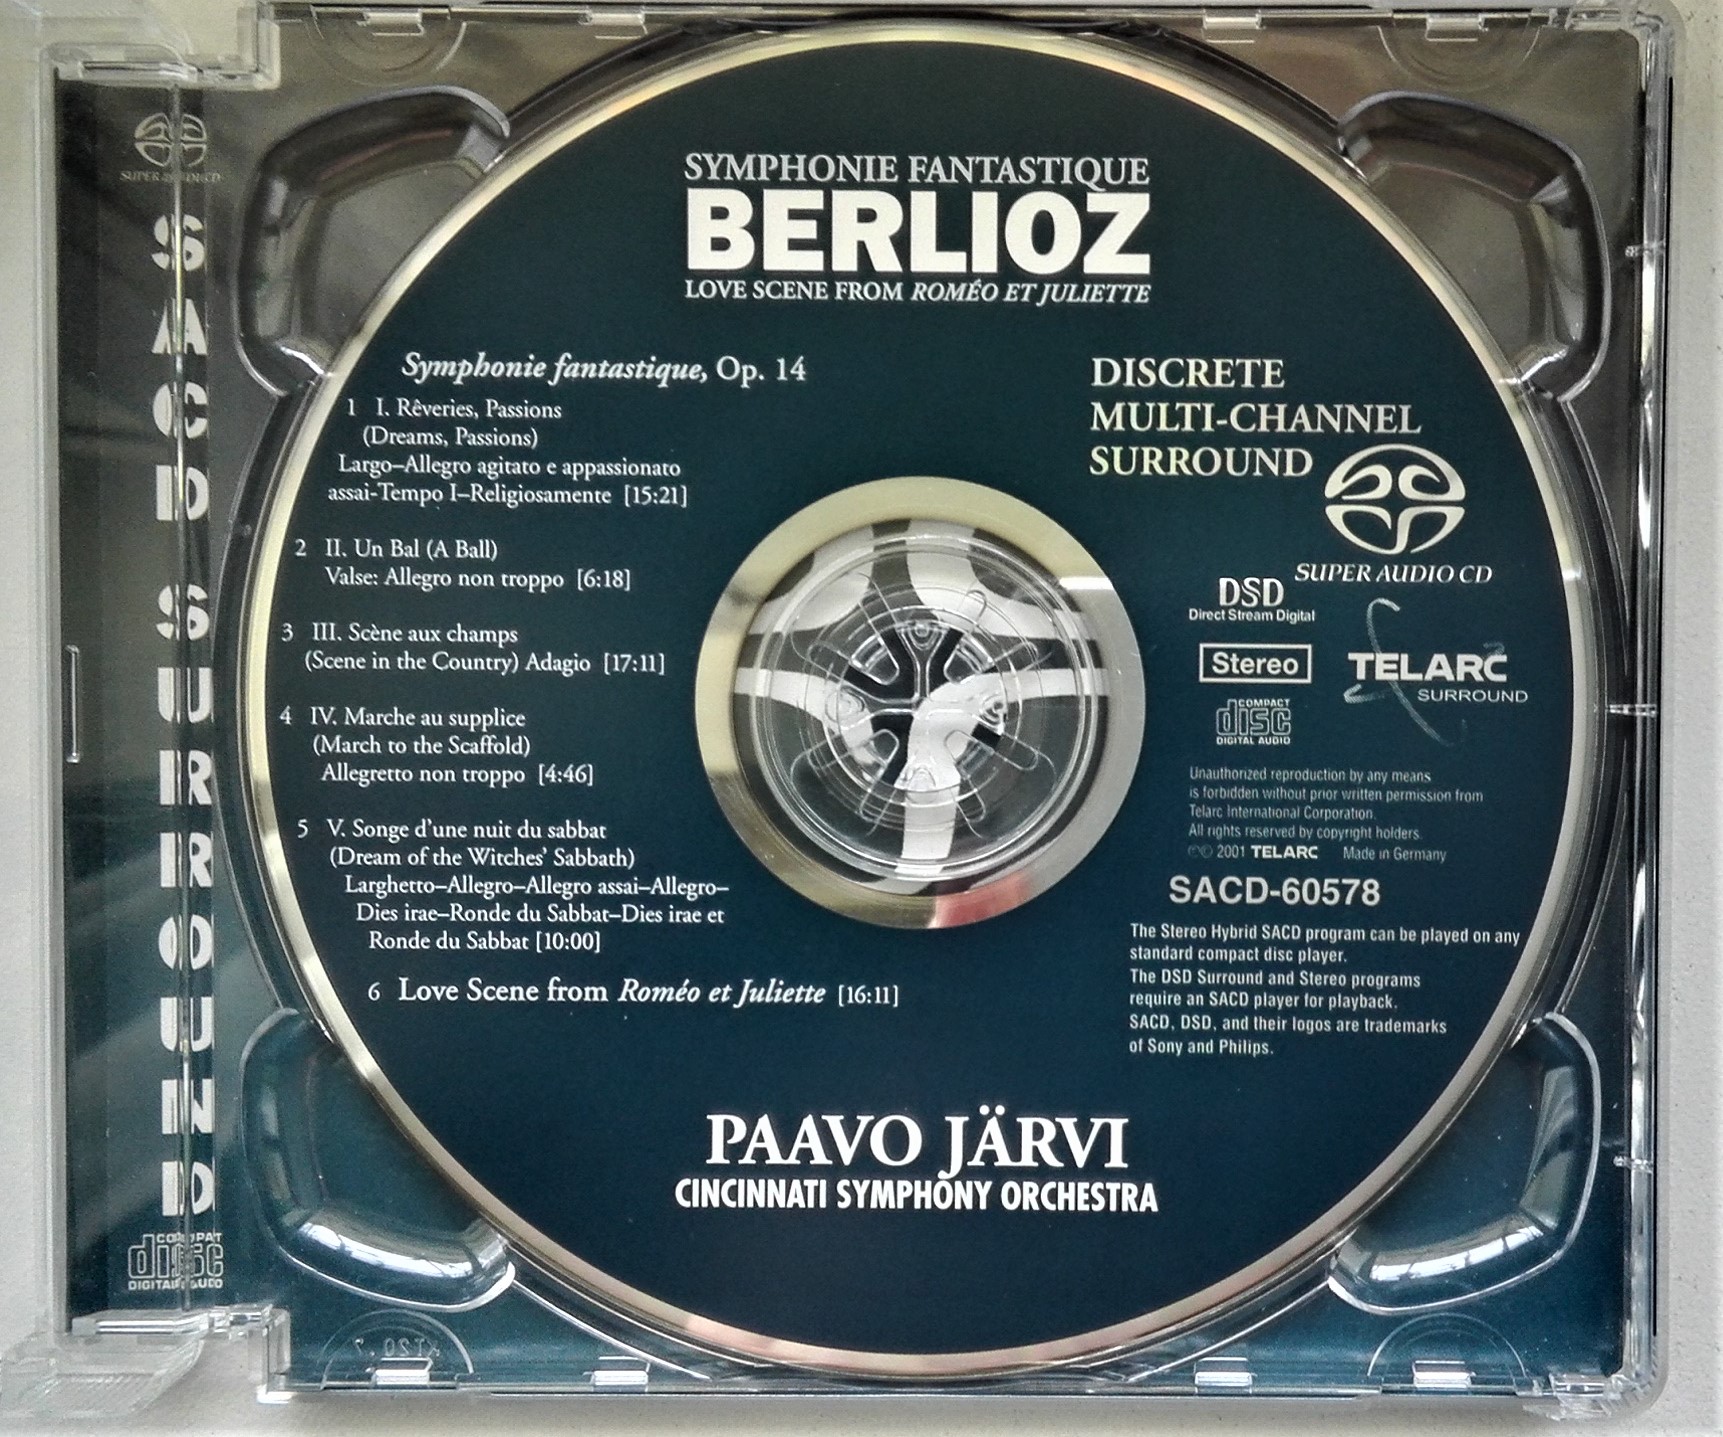 SUPER AUDIO CD
SACD SURROUND
COMPACT
disc
DIGITAL AUDIO
SYMPHONIE FANTASTIQUE
BERLIOZ
LOVE SCENE FROM ROMÉO ET JULIETTE
Symphonie fantastique, Op. 14
1 I. Rêveries, Passions
(Dreams, Passions)
Largo–Allegro agitato e appassionato
assai-Tempo I–Religiosamente [15:21]
2 II. Un Bal (A Ball)
Valse: Allegro non troppo [6:18]
3 III. Scène aux champs
(Scene in the Country) Adagio [17:11]
4 IV. Marche au supplice
(March to the Scaffold)
Allegretto non troppo [4:46]
5 V. Songe d'une nuit du sabbat
(Dream of the Witches' Sabbath)
Larghetto–Allegro–Allegro assai–Allegro–
Dies irae–Ronde du Sabbat–Dies irae et
Ronde du Sabbat [10:00]
6 Love Scene from Roméo et Juliette [16:11]
DISCRETE
MULTI-CHANNEL
SURROUND
SUPER AUDIO CD
DSD
Direct Stream Digital
Stereo
TELARC
SURROUND
COMPACT
disc
DIGITAL AUDIO
Unauthorized reproduction by any means
is forbidden without prior written permission from
Telarc International Corporation.
All rights reserved by copyright holders.
℗© 2001 TELARC Made in Germany
SACD-60578
The Stereo Hybrid SACD program can be played on any
standard compact disc player.
The DSD Surround and Stereo programs
require an SACD player for playback.
SACD, DSD, and their logos are trademarks
of Sony and Philips.
PAAVO JÄRVI
CINCINNATI SYMPHONY ORCHESTRA